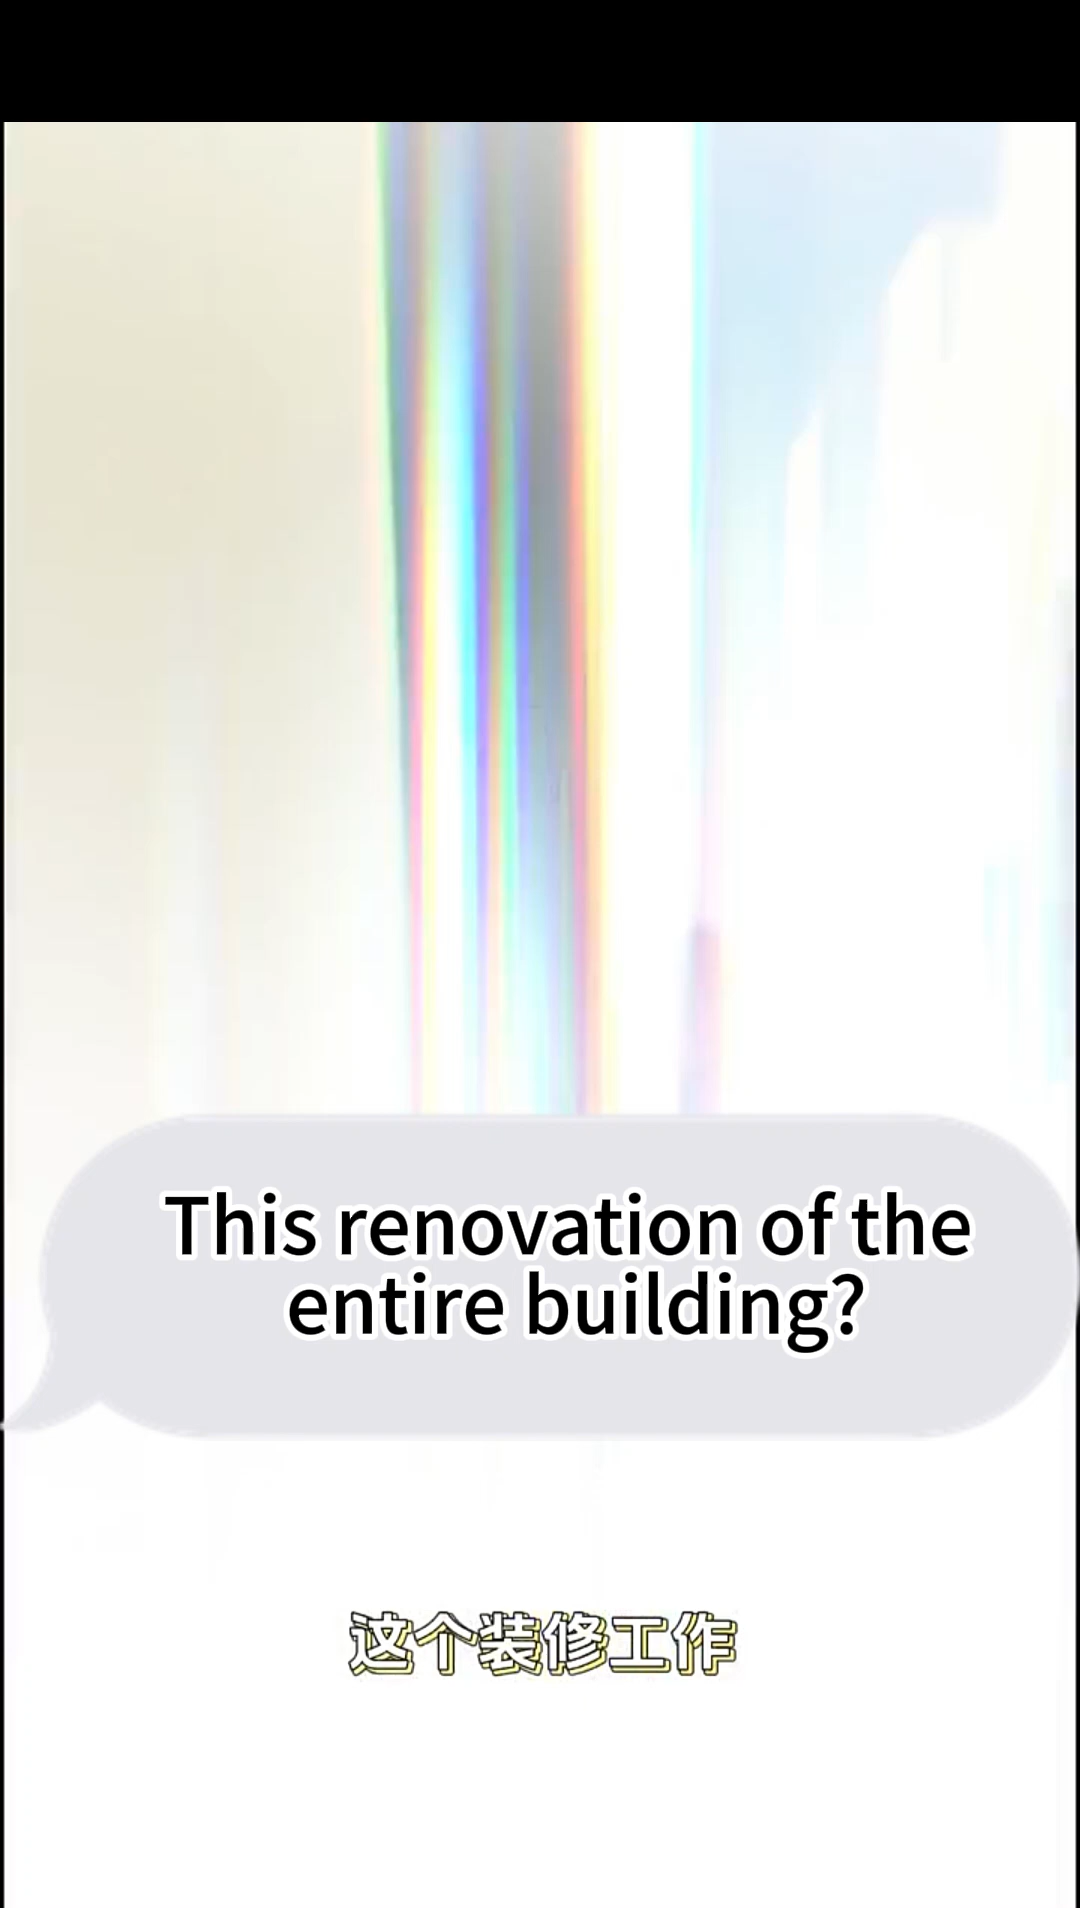 This renovation of the
entire building?
这个装修工作